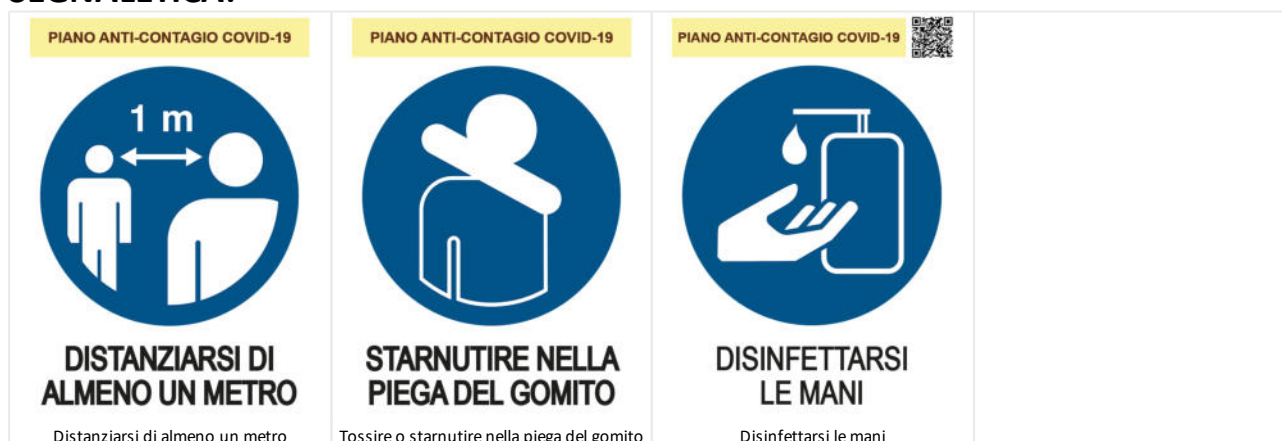 SEGNALETICA:
PIANO ANTI-CONTAGIO COVID-19
1 m
DISTANZIARSI DI
ALMENO UN METRO
Distanziarsi di almeno un metro
PIANO ANTI-CONTAGIO COVID-19
STARNUTIRE NELLA
PIEGA DEL GOMITO
Tossire o starnutire nella piega del gomito
PIANO ANTI-CONTAGIO COVID-19
DISINFETTARSI
LE MANI
Disinfettarsi le mani